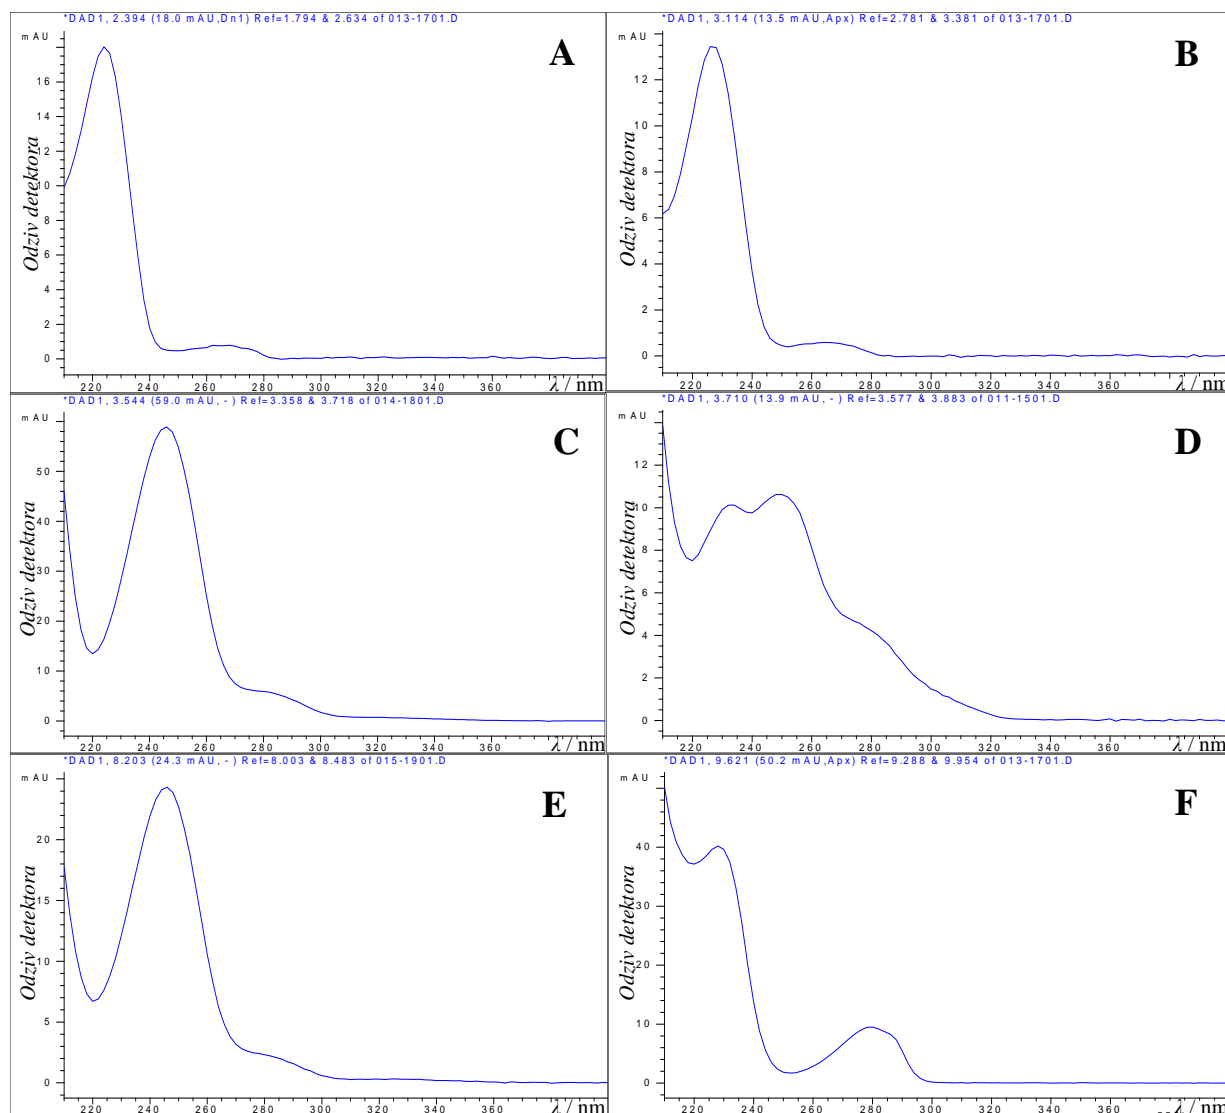 *DAD1, 2.394 (18.0 mAU,Dn1) Ref=1.794 & 2.634 of 013-1701.D
mAU
A
16
14
12
10
8
6
4
2
0
Odziv detektora
220 240 260 280 300 320 340 360
λ / nm
*DAD1, 3.114 (13.5 mAU,Apx) Ref=2.781 & 3.381 of 013-1701.D
mAU
B
12
10
8
6
4
2
0
Odziv detektora
220 240 260 280 300 320 340 360
λ / nm
*DAD1, 3.544 (59.0 mAU, - ) Ref=3.358 & 3.718 of 014-1801.D
mAU
C
50
40
30
20
10
0
Odziv detektora
220 240 260 280 300 320 340 360
λ / nm
*DAD1, 3.710 (13.9 mAU, - ) Ref=3.577 & 3.883 of 011-1501.D
mAU
D
12
10
8
6
4
2
0
Odziv detektora
220 240 260 280 300 320 340 360
λ / nm
*DAD1, 8.203 (24.3 mAU, - ) Ref=8.003 & 8.483 of 015-1901.D
mAU
E
20
15
10
5
0
Odziv detektora
220 240 260 280 300 320 340 360
λ / nm
*DAD1, 9.621 (50.2 mAU,Apx) Ref=9.288 & 9.954 of 013-1701.D
mAU
F
40
30
20
10
0
Odziv detektora
220 240 260 280 300 320 340 360
λ / nm